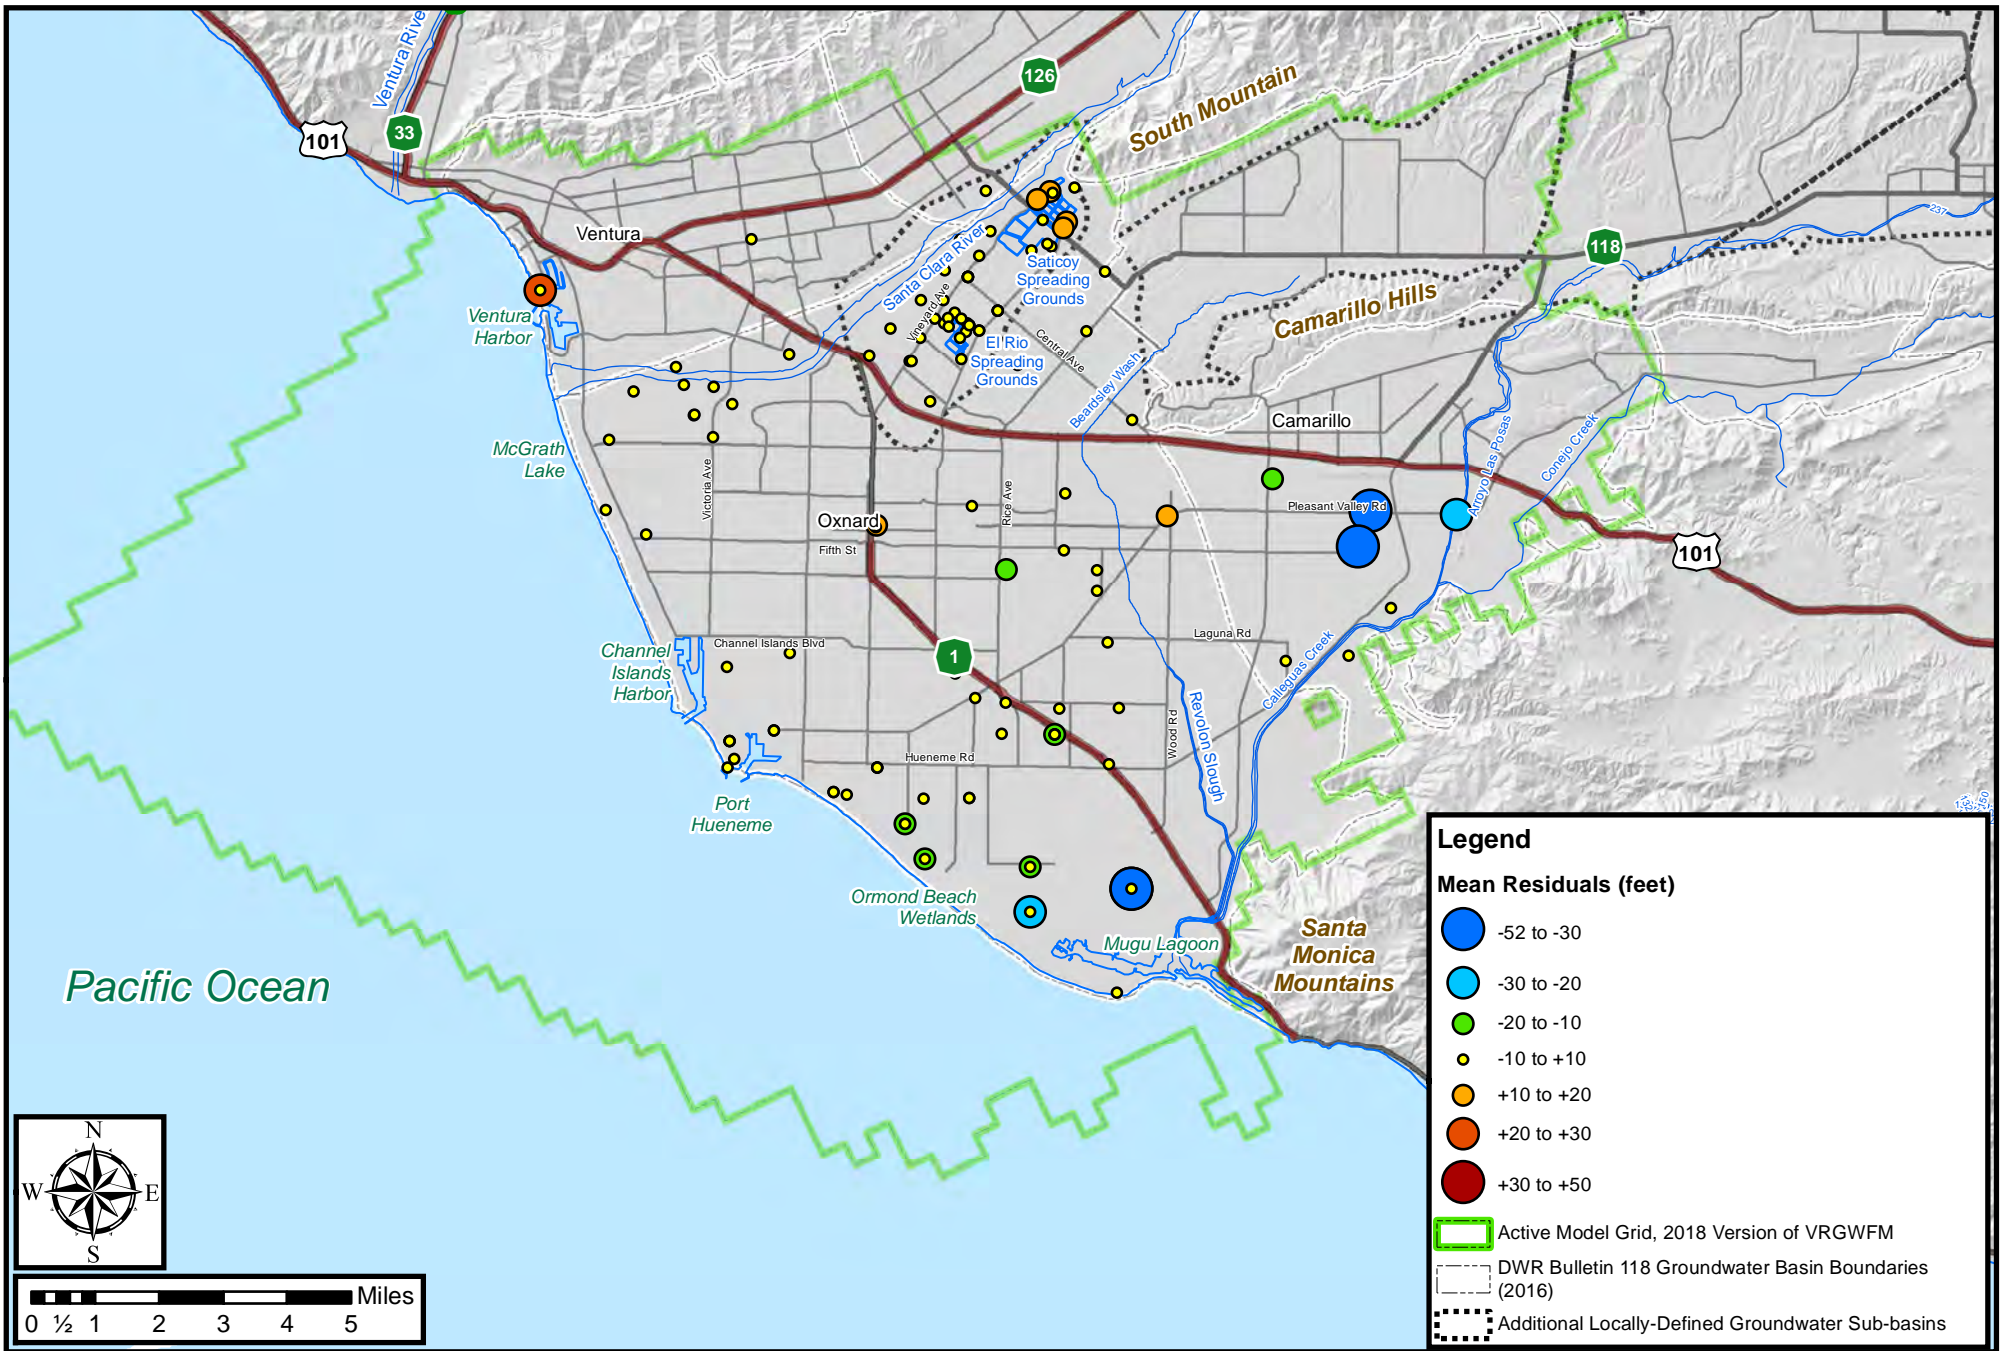 Ventura River
126
South Mountain
33
101
Ventura
Santa Clara River
237
118
Saticoy
Spreading
Grounds
Ventura
Harbor
Vineyard Ave
Camarillo Hills
El Rio
Spreading
Grounds
Central Ave
Beardsley Wash
Camarillo
McGrath
Lake
Arroyo Las Posas
Conejo Creek
Victoria Ave
Rice Ave
Pleasant Valley Rd
Oxnard
Fifth St
101
Channel
Islands
Harbor
Channel Islands Blvd
1
Laguna Rd
Calleguas Creek
Revolon Slough
Wood Rd
Hueneme Rd
Port
Hueneme
Ormond Beach
Wetlands
Mugu Lagoon
Santa
Monica
Mountains
Pacific Ocean
150
Legend
Mean Residuals (feet)
-52 to -30
-30 to -20
-20 to -10
-10 to +10
+10 to +20
+20 to +30
+30 to +50
Active Model Grid, 2018 Version of VRGWFM
DWR Bulletin 118 Groundwater Basin Boundaries
(2016)
Additional Locally-Defined Groundwater Sub-basins
N
W E
S
Miles
0 ½ 1 2 3 4 5